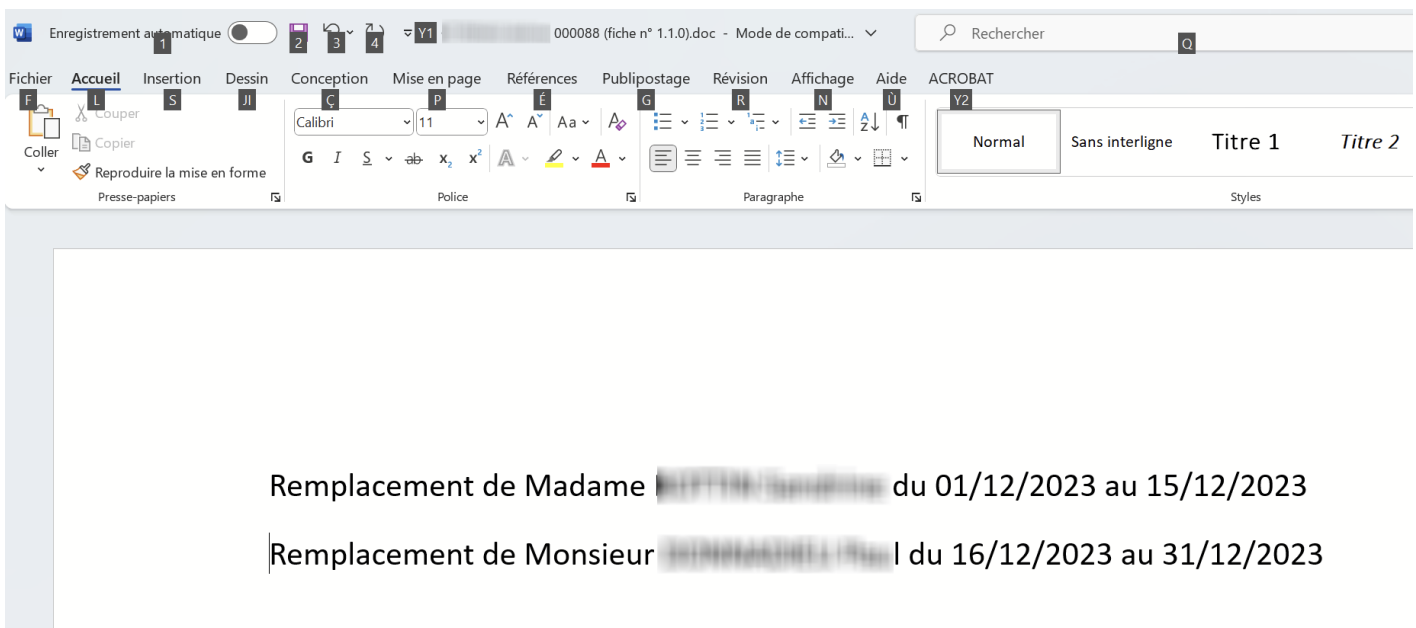 Enregistrement automatique 000088 (fiche n° 1.1.0).doc - Mode de compati... Rechercher
1 2 3 4 Y1 Q
Fichier Accueil Insertion Dessin Conception Mise en page Références Publipostage Révision Affichage Aide ACROBAT
F L S JI Ç P É G R N Ù Y2
Couper
Copier
Reproduire la mise en forme
Coller
Presse-papiers
Calibri 11 Aa
G I S ab x₂ x² A A
Police
Paragraphe
Normal Sans interligne Titre 1 Titre 2
Styles
Remplacement de Madame du 01/12/2023 au 15/12/2023
Remplacement de Monsieur l du 16/12/2023 au 31/12/2023